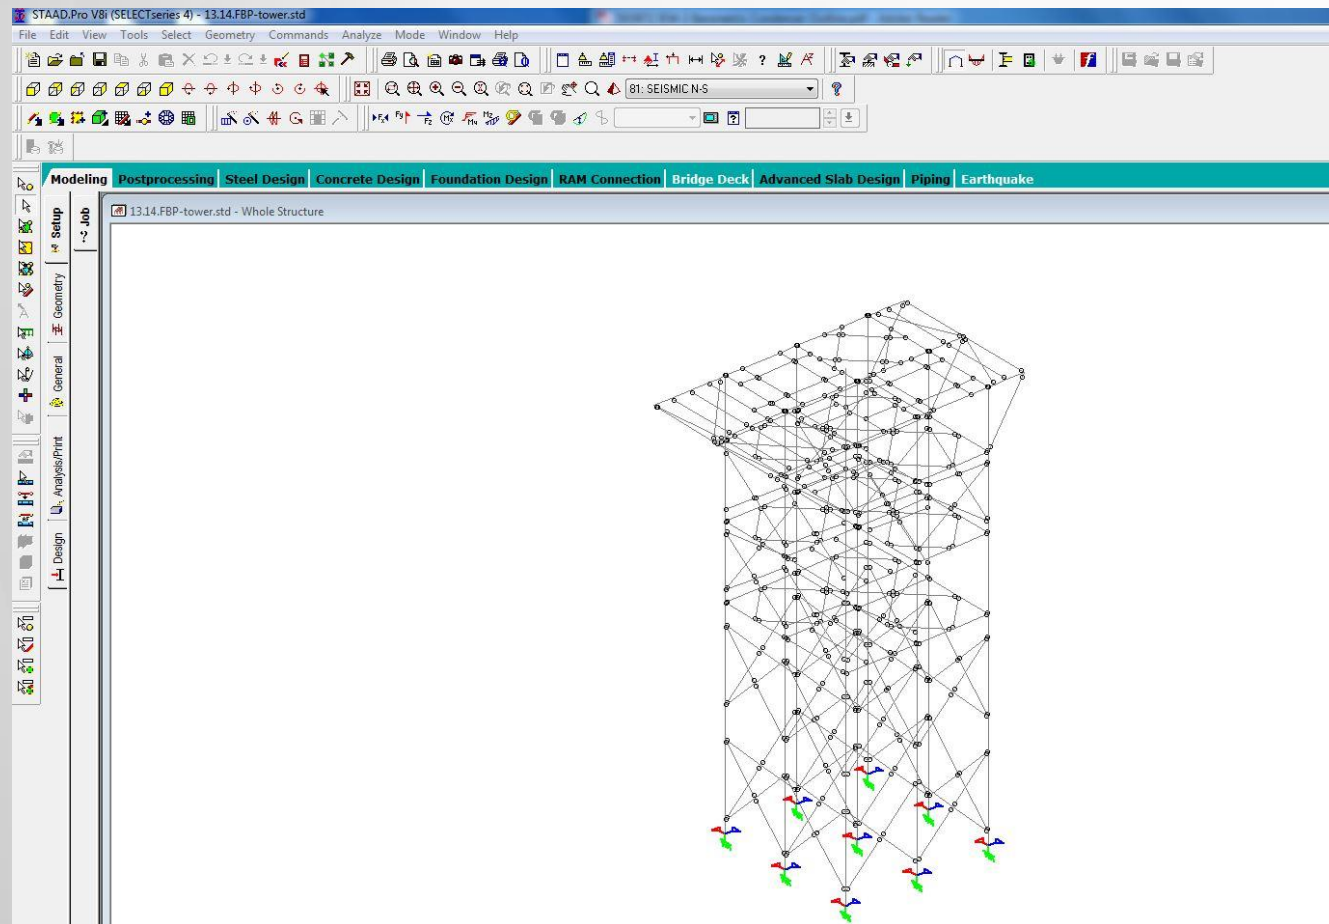 STAAD.Pro V8i (SELECTseries 4) - 13.14.FBP-tower.std
File Edit View Tools Select Geometry Commands Analyze Mode Window Help
81: SEISMIC N-S
Modeling Postprocessing Steel Design Concrete Design Foundation Design RAM Connection Bridge Deck Advanced Slab Design Piping Earthquake
13.14.FBP-tower.std - Whole Structure
Setup
? Job
Geometry
General
Analysis/Print
Design